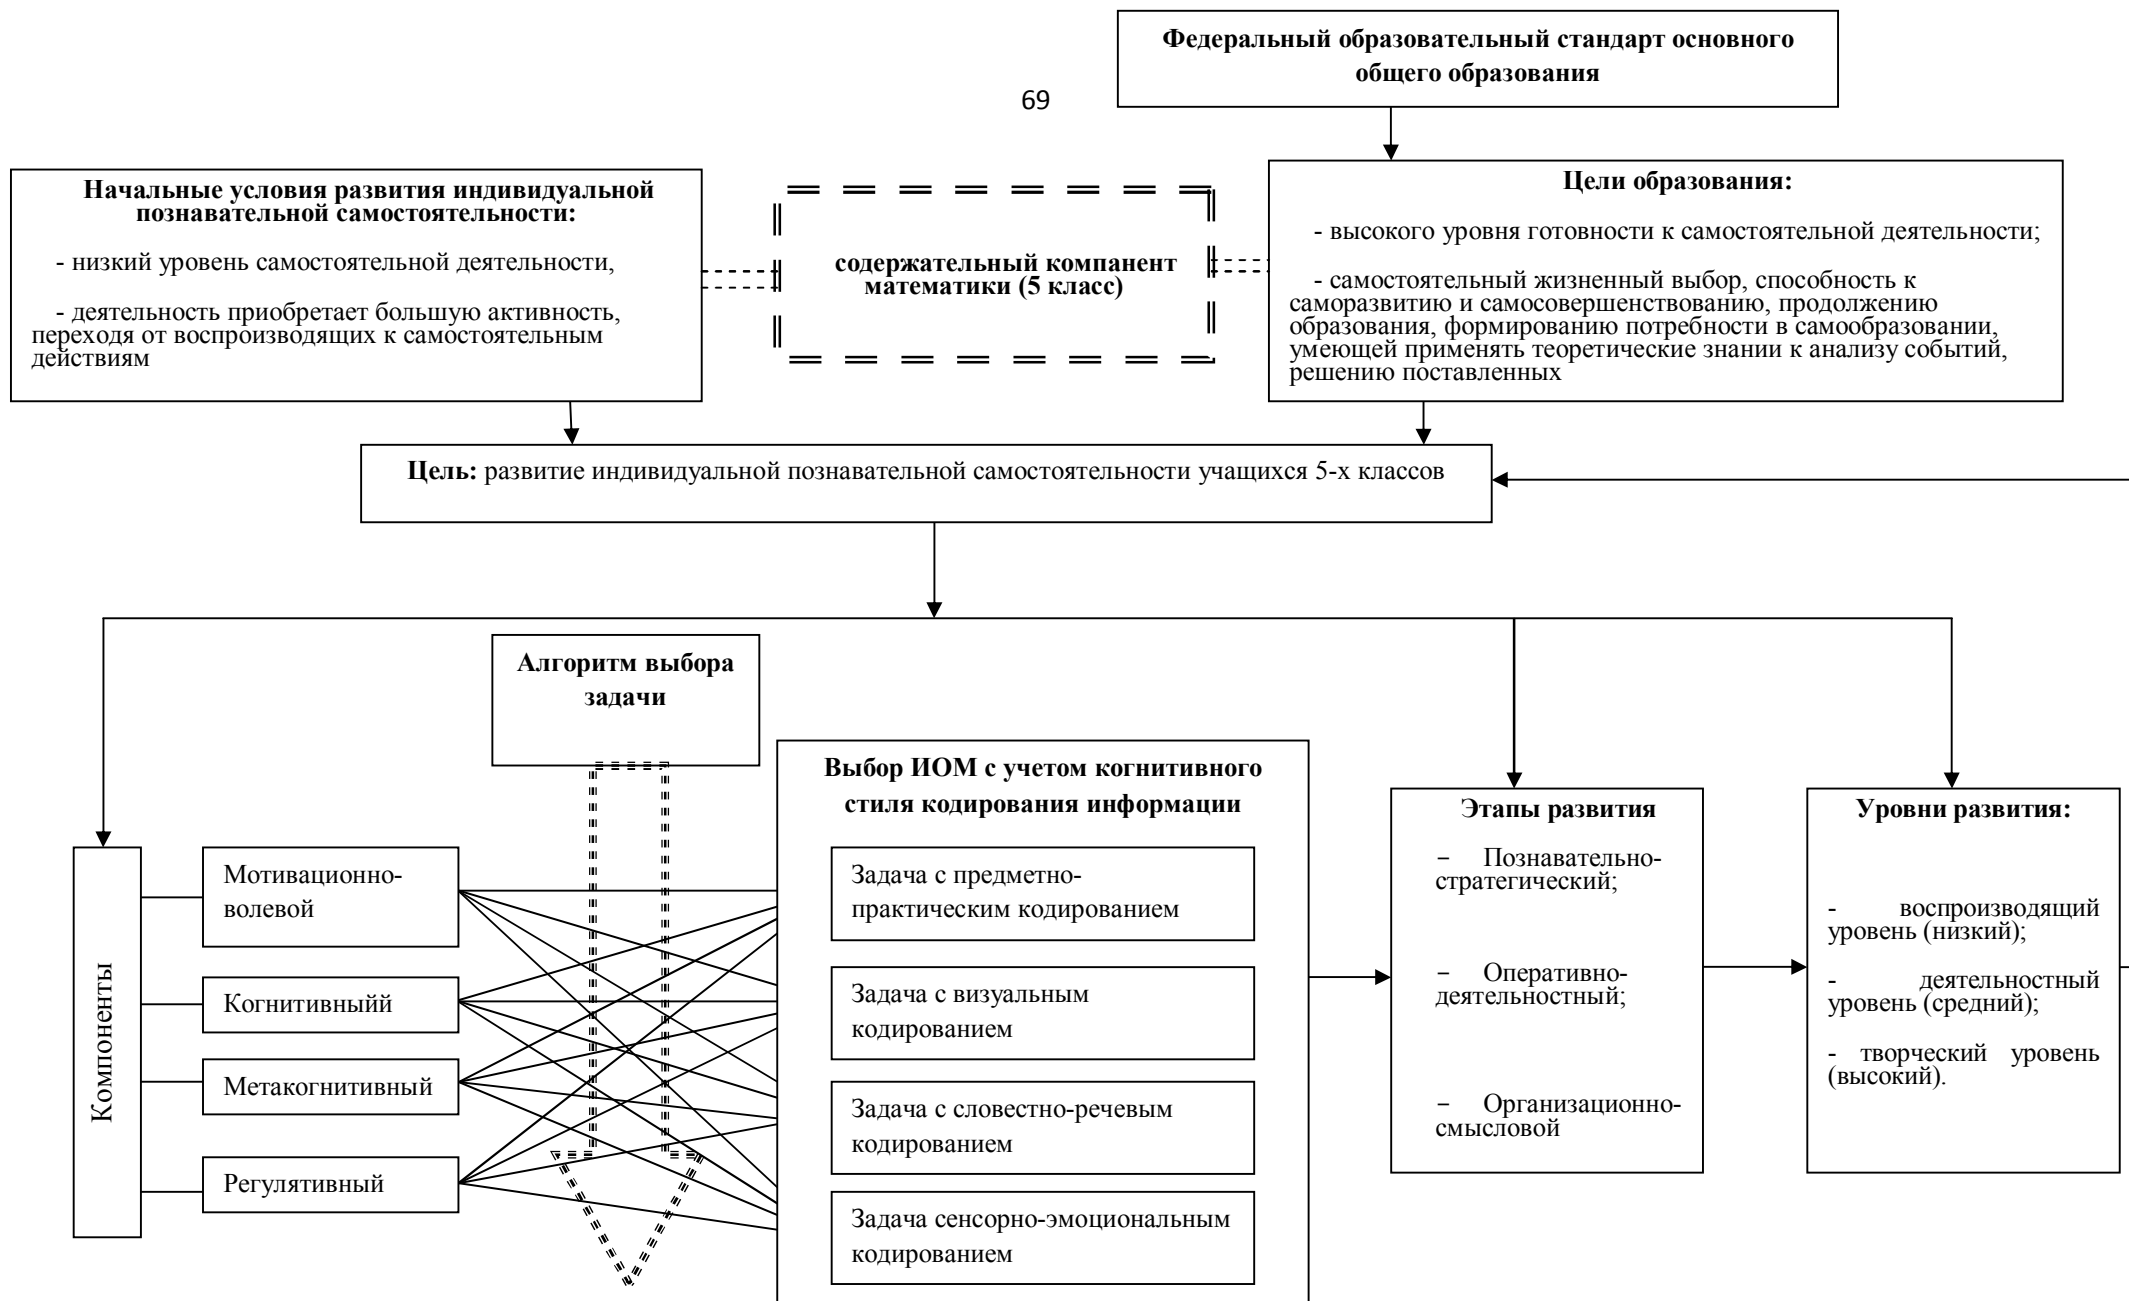 Федеральный образовательный стандарт основного
общего образования
69
Начальные условия развития индивидуальной
познавательной самостоятельности:
- низкий уровень самостоятельной деятельности,
- деятельность приобретает большую активность,
переходя от воспроизводящих к самостоятельным
действиям
содержательный компанент
математики (5 класс)
Цели образования:
- высокого уровня готовности к самостоятельной деятельности;
- самостоятельный жизненный выбор, способность к
саморазвитию и самосовершенствованию, продолжению
образования, формированию потребности в самообразовании,
умеющей применять теоретические знании к анализу событий,
решению поставленных
Цель: развитие индивидуальной познавательной самостоятельности учащихся 5-х классов
Алгоритм выбора
задачи
Компоненты
Мотивационно-
волевой
Когнитивныйй
Метакогнитивный
Регулятивный
Выбор ИОМ с учетом когнитивного
стиля кодирования информации
Задача с предметно-
практическим кодированием
Задача с визуальным
кодированием
Задача с словестно-речевым
кодированием
Задача сенсорно-эмоциональным
кодированием
Этапы развития
− Познавательно-
стратегический;
− Оперативно-
деятельностный;
− Организационно-
смысловой
Уровни развития:
- воспроизводящий
уровень (низкий);
- деятельностный
уровень (средний);
- творческий уровень
(высокий).